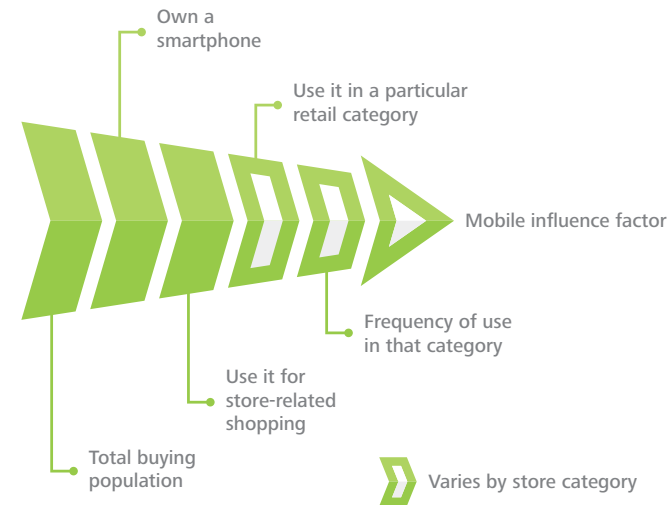 Own a
smartphone
Use it in a particular
retail category
Mobile influence factor
Frequency of use
in that category
Use it for
store-related
shopping
Total buying
population
Varies by store category